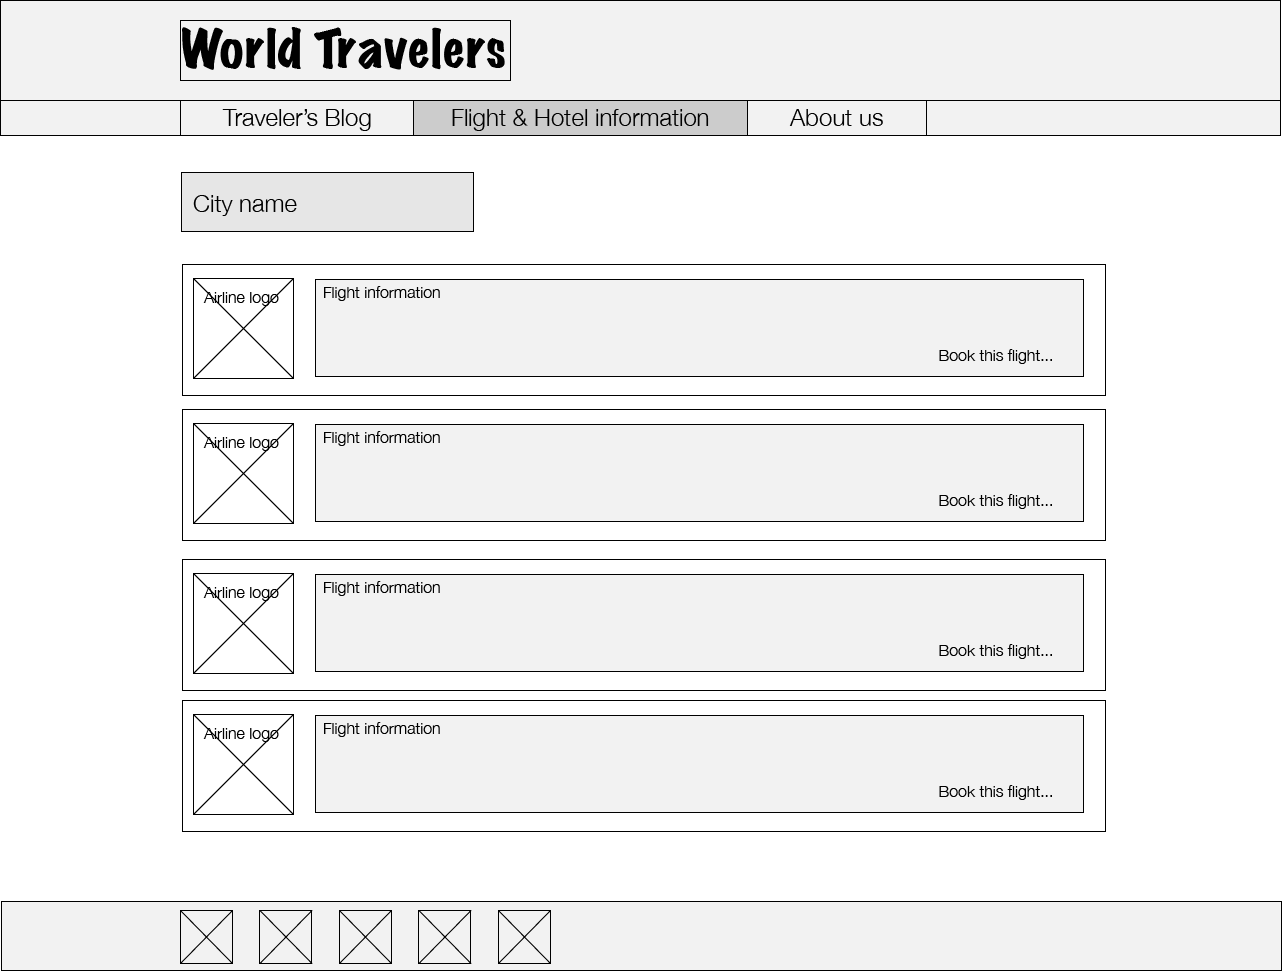 World Travelers
Traveler’s Blog
Flight & Hotel information
About us
City name
Airline logo
Flight information
Book this flight...
Airline logo
Flight information
Book this flight...
Airline logo
Flight information
Book this flight...
Airline logo
Flight information
Book this flight...